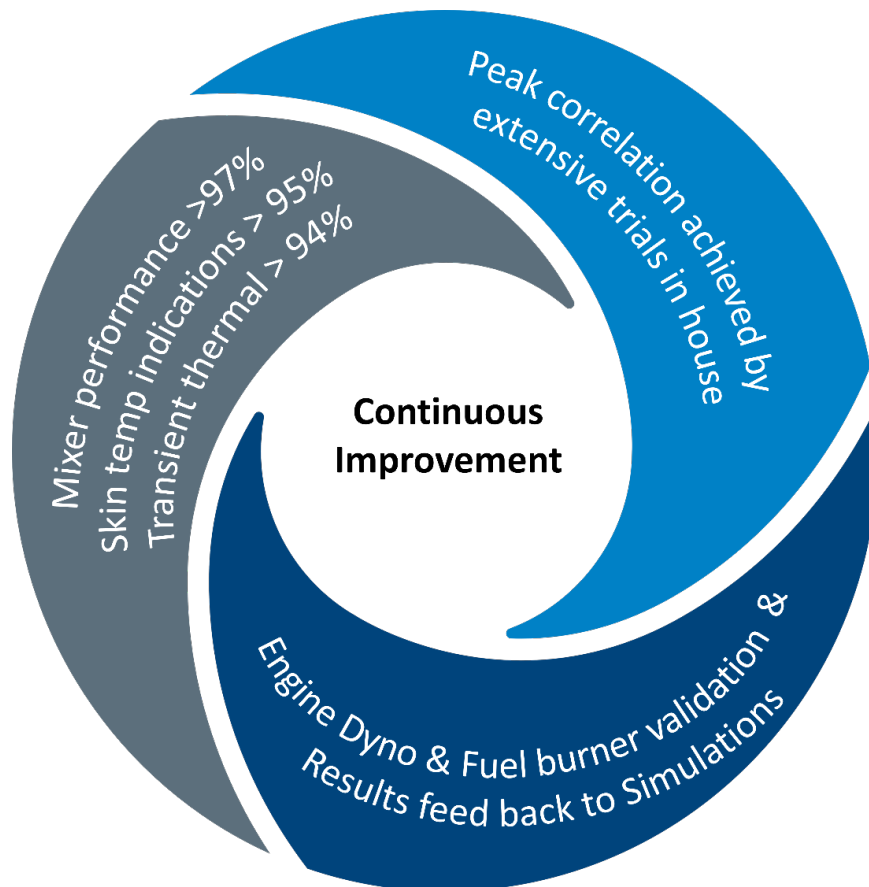 Peak correlation achieved by
extensive trials in house
Mixer performance >97%
Skin temp indications > 95%
Transient thermal > 94%
Continuous
Improvement
Engine Dyno & Fuel burner validation &
Results feed back to Simulations